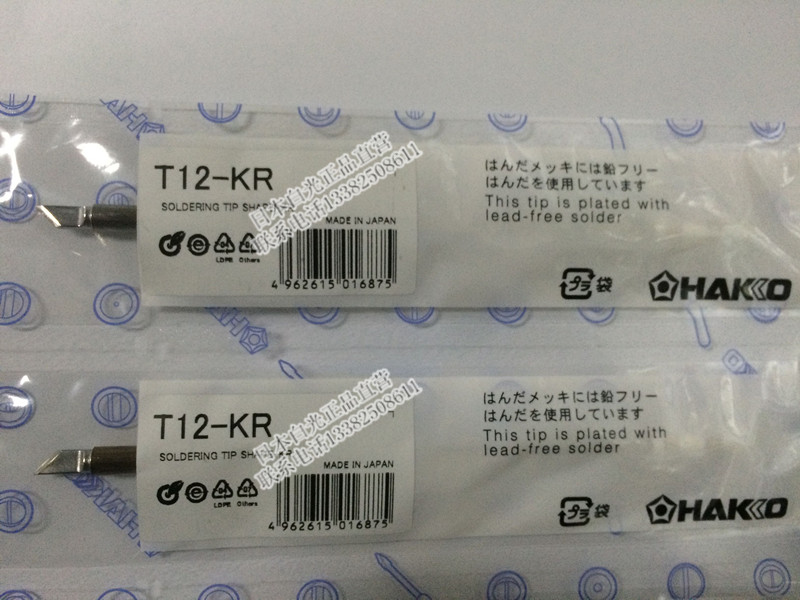 T12-KR
SOLDERING TIP SHA
MADE IN JAPAN
LDPE Others
4 962615 016875
はんだメッキには鉛フリー
はんだを使用しています
This tip is plated with
lead-free solder
プラ 袋
HAKKO
日本白光正品直营
联系电话13382508611
T12-KR
SOLDERING TIP SHA
MADE IN JAPAN
LDPE Others
4 962615 016875
はんだメッキには鉛フリー
はんだを使用しています
This tip is plated with
lead-free solder
プラ 袋
HAKKO
日本白光正品直营
联系电话13382508611